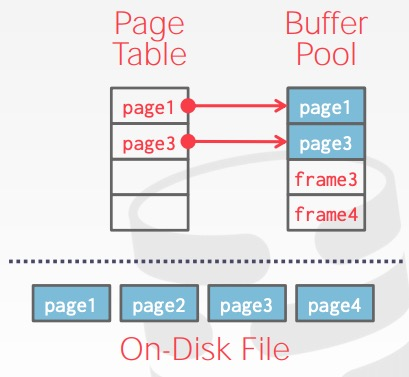 Page
Table
Buffer
Pool
page1
page3
page1
page3
frame3
frame4
page1 page2 page3 page4
On-Disk File